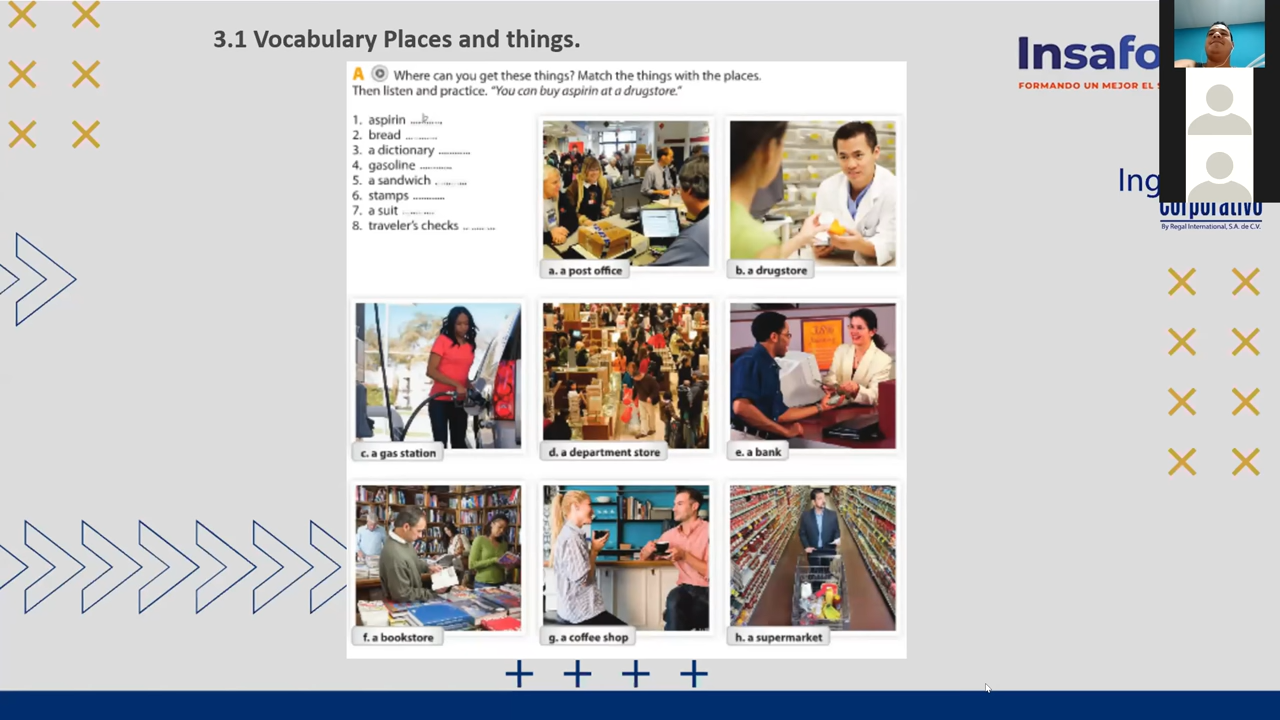 3.1 Vocabulary Places and things.
A Where can you get these things? Match the things with the places.
Then listen and practice. "You can buy aspirin at a drugstore."
1. aspirin
2. bread
3. a dictionary
4. gasoline
5. a sandwich
6. stamps
7. a suit
8. traveler's checks
a. a post office
b. a drugstore
c. a gas station
d. a department store
e. a bank
f. a bookstore
g. a coffee shop
h. a supermarket
Insafo
FORMANDO UN MEJOR EL S
Ing
Corporativo
By Regal International, S.A. de C.V.